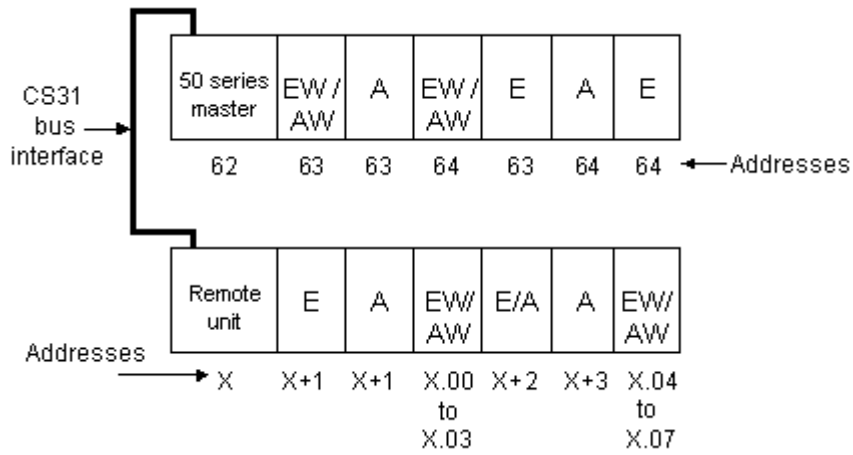 CS31
bus
interface
50 series
master
EW /
AW
A
EW /
AW
E
A
E
62 63 63 64 63 64 64
Addresses
Remote
unit
E
A
EW/
AW
E/A
A
EW/
AW
Addresses
X X+1 X+1 X.00 X+2 X+3 X.04
to to
X.03 X.07